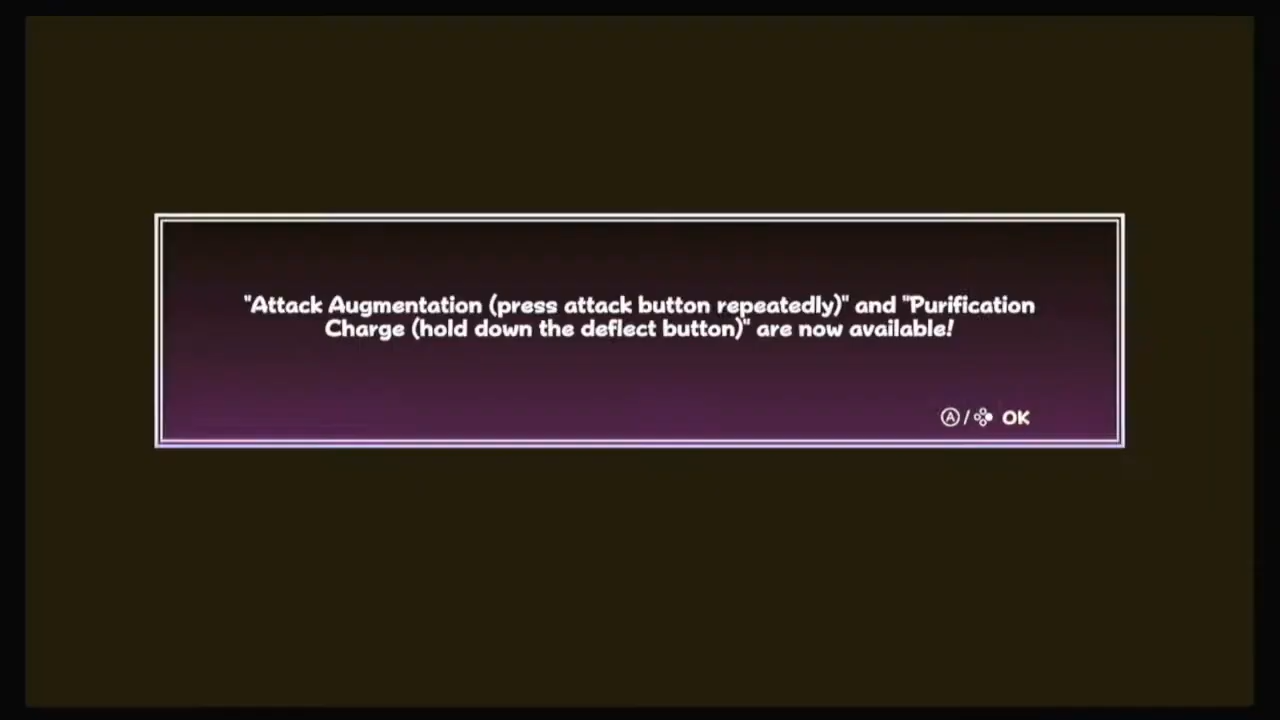 "Attack Augmentation (press attack button repeatedly)" and "Purification
Charge (hold down the deflect button)" are now available!
Ⓐ/ OK